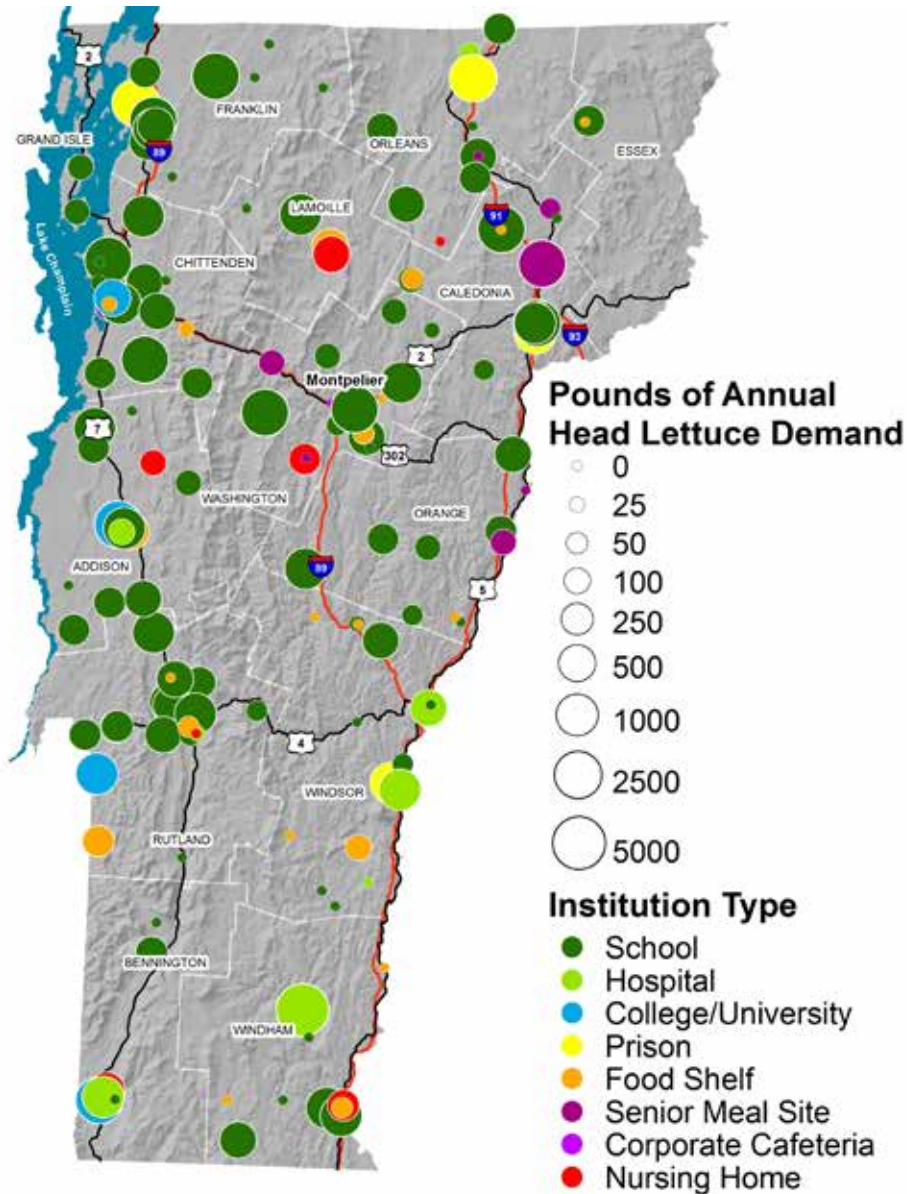 2
FRANKLIN
GRAND ISLE
89
ORLEANS
ESSEX
LAMOILLE
91
Lake Champlain
CHITTENDEN
CALEDONIA
93
2
Montpelier
7
302
WASHINGTON
ORANGE
ADDISON
89
5
4
WINDSOR
RUTLAND
BENNINGTON
WINDHAM
Pounds of Annual
Head Lettuce Demand
0
25
50
100
250
500
1000
2500
5000
Institution Type
School
Hospital
College/University
Prison
Food Shelf
Senior Meal Site
Corporate Cafeteria
Nursing Home